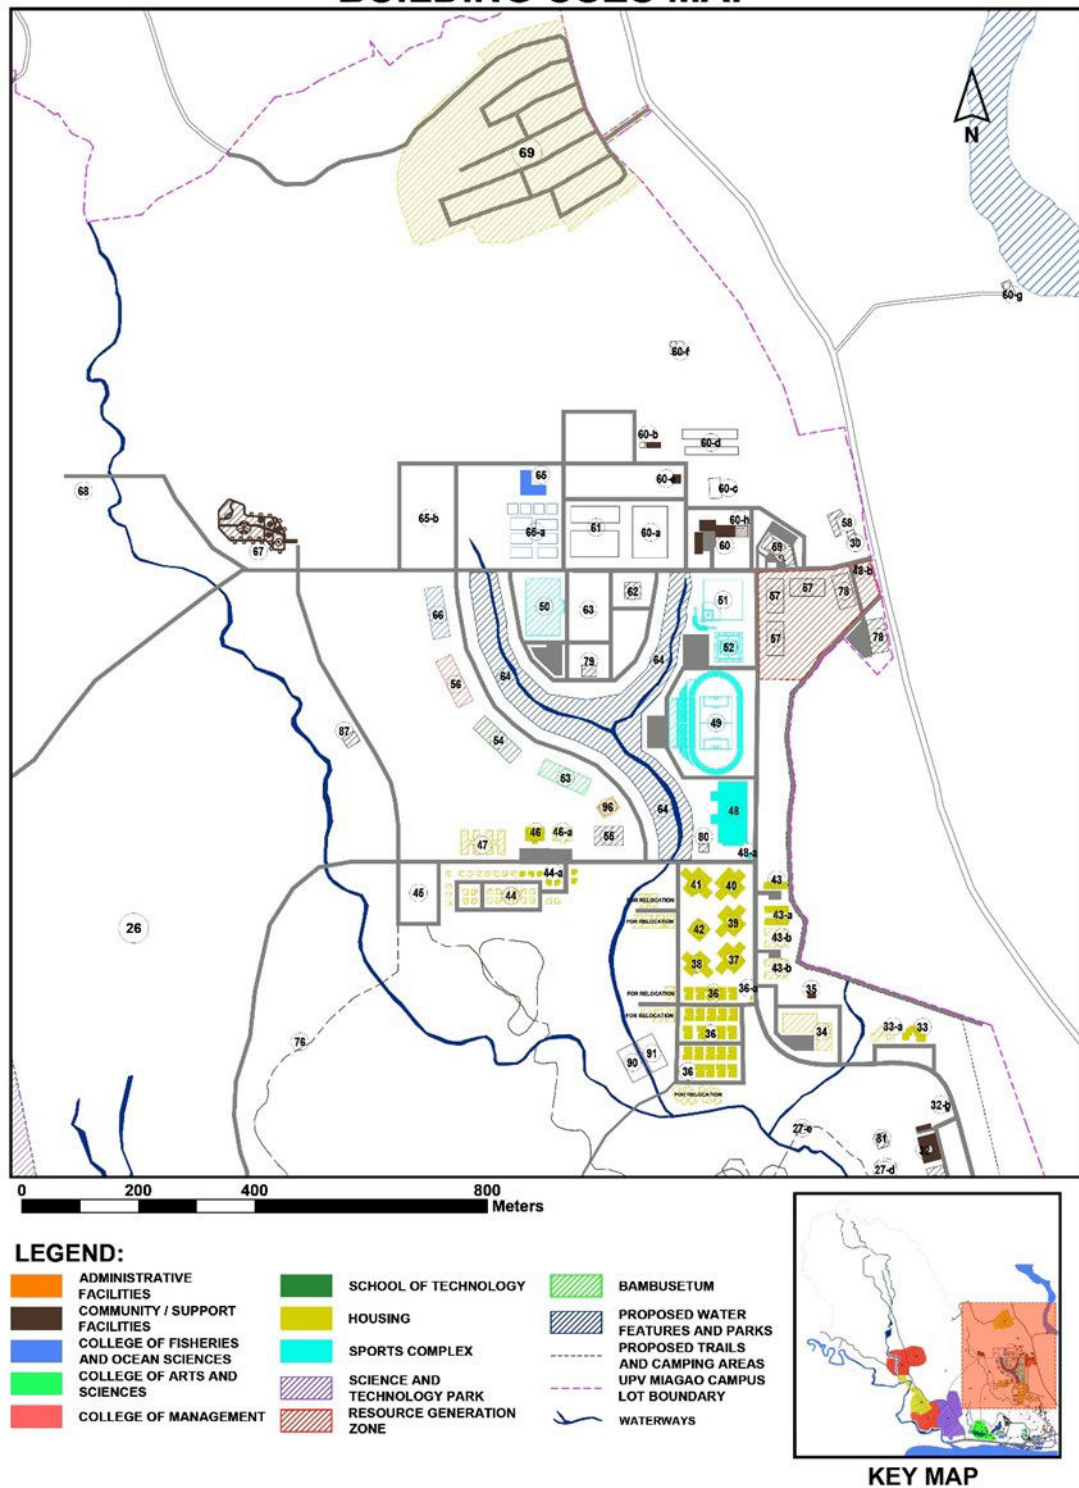 BUILDING USES MAP
69
N
60-g
60-f
60-b
60-d
65
60-e
60-c
68
65-b
61
60-a
60-h
58
65-a
60
59
30
67
48-b
62
57
67
78
66
50
63
51
57
78
79
64
52
64
56
49
87
54
53
96
64
48
46
46-a
55
80
47
48-a
44-a
41
40
43
45
44
FOR RELOCATION
39
43-a
FOR RELOCATION
26
42
43-b
38
37
43-b
36-a
35
FOR RELOCATION
36
FOR RELOCATION
33-a
33
76
36
34
91
90
36
FOR RELOCATION
32-g
27-e
81
32
27-d
0 200 400 800
Meters
LEGEND:
ADMINISTRATIVE
FACILITIES
COMMUNITY / SUPPORT
FACILITIES
COLLEGE OF FISHERIES
AND OCEAN SCIENCES
COLLEGE OF ARTS AND
SCIENCES
COLLEGE OF MANAGEMENT
SCHOOL OF TECHNOLOGY
HOUSING
SPORTS COMPLEX
SCIENCE AND
TECHNOLOGY PARK
RESOURCE GENERATION
ZONE
BAMBUSETUM
PROPOSED WATER
FEATURES AND PARKS
PROPOSED TRAILS
AND CAMPING AREAS
UPV MIAGAO CAMPUS
LOT BOUNDARY
WATERWAYS
KEY MAP